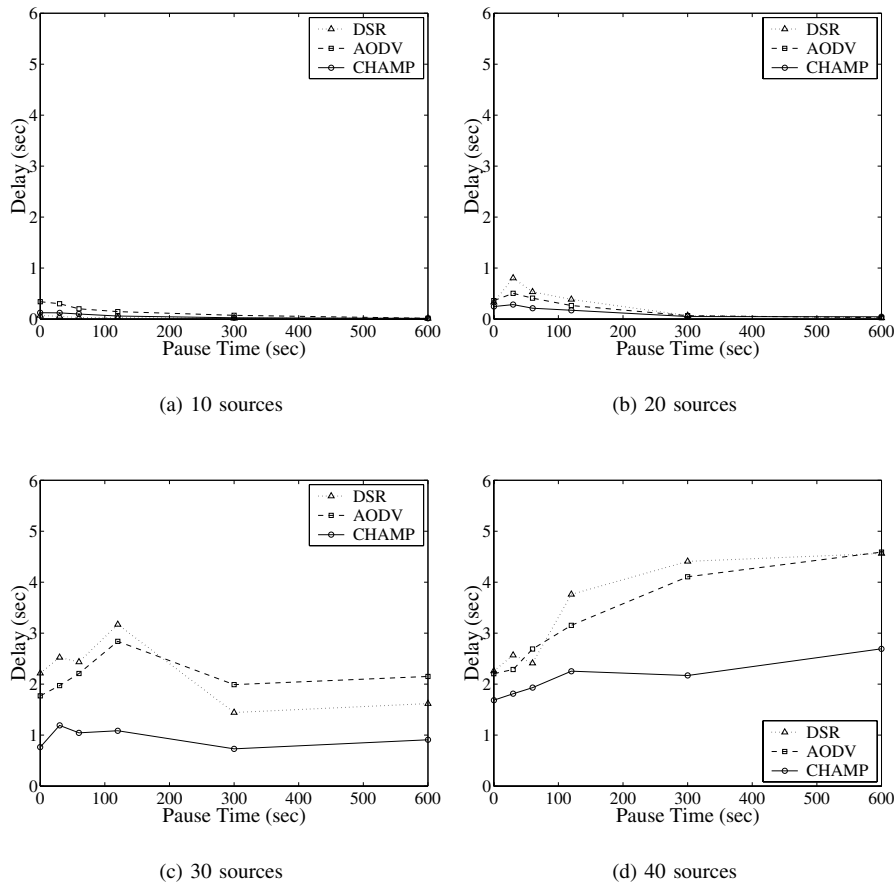 6
5
4
3
2
1
0
Delay (sec)
DSR
AODV
CHAMP
0 100 200 300 400 500 600
Pause Time (sec)
(a) 10 sources
6
5
4
3
2
1
0
Delay (sec)
DSR
AODV
CHAMP
0 100 200 300 400 500 600
Pause Time (sec)
(b) 20 sources
6
5
4
3
2
1
0
Delay (sec)
DSR
AODV
CHAMP
0 100 200 300 400 500 600
Pause Time (sec)
(c) 30 sources
6
5
4
3
2
1
0
Delay (sec)
DSR
AODV
CHAMP
0 100 200 300 400 500 600
Pause Time (sec)
(d) 40 sources